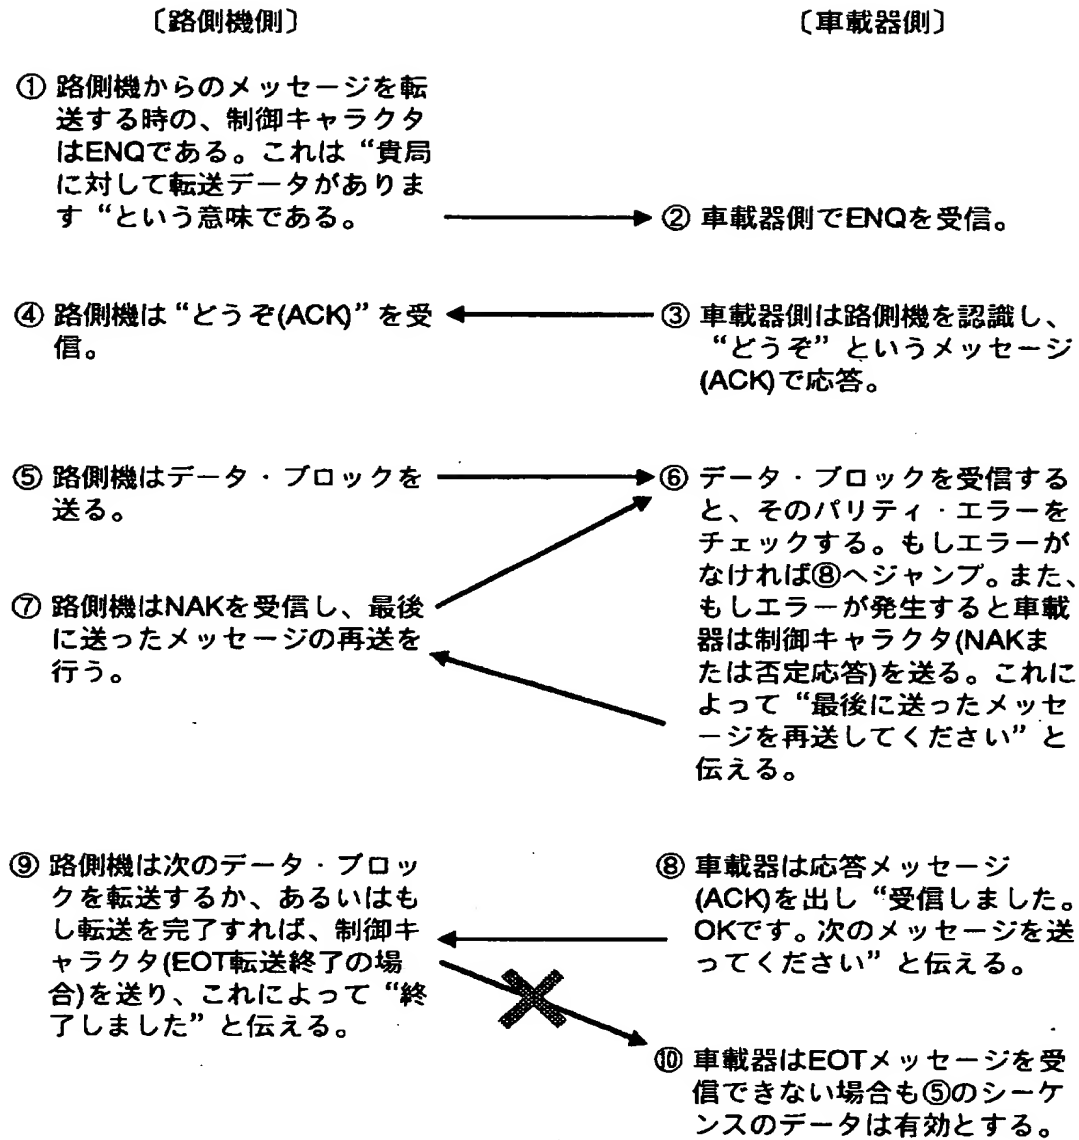 〔路側機側〕
〔車載器側〕
① 路側機からのメッセージを転
送する時の、制御キャラクタ
はENQである。これは“貴局
に対して転送データがありま
す“という意味である。
② 車載器側でENQを受信。
④ 路側機は“どうぞ(ACK)”を受
信。
③ 車載器側は路側機を認識し、
“どうぞ”というメッセージ
(ACK)で応答。
⑤ 路側機はデータ・ブロックを
送る。
⑥ データ・ブロックを受信する
と、そのパリティ・エラーを
チェックする。もしエラーが
なければ⑧へジャンプ。また、
もしエラーが発生すると車載
器は制御キャラクタ(NAKま
たは否定応答)を送る。これに
よって“最後に送ったメッセ
ージを再送してください”と
伝える。
⑦ 路側機はNAKを受信し、最後
に送ったメッセージの再送を
行う。
⑨ 路側機は次のデータ・ブロッ
クを転送するか、あるいはも
し転送を完了すれば、制御キ
ャラクタ(EOT転送終了の場
合)を送り、これによって“終
了しました”と伝える。
⑧ 車載器は応答メッセージ
(ACK)を出し“受信しました。
OKです。次のメッセージを送
ってください”と伝える。
⑩ 車載器はEOTメッセージを受
信できない場合も⑤のシーケ
ンスのデータは有効とする。